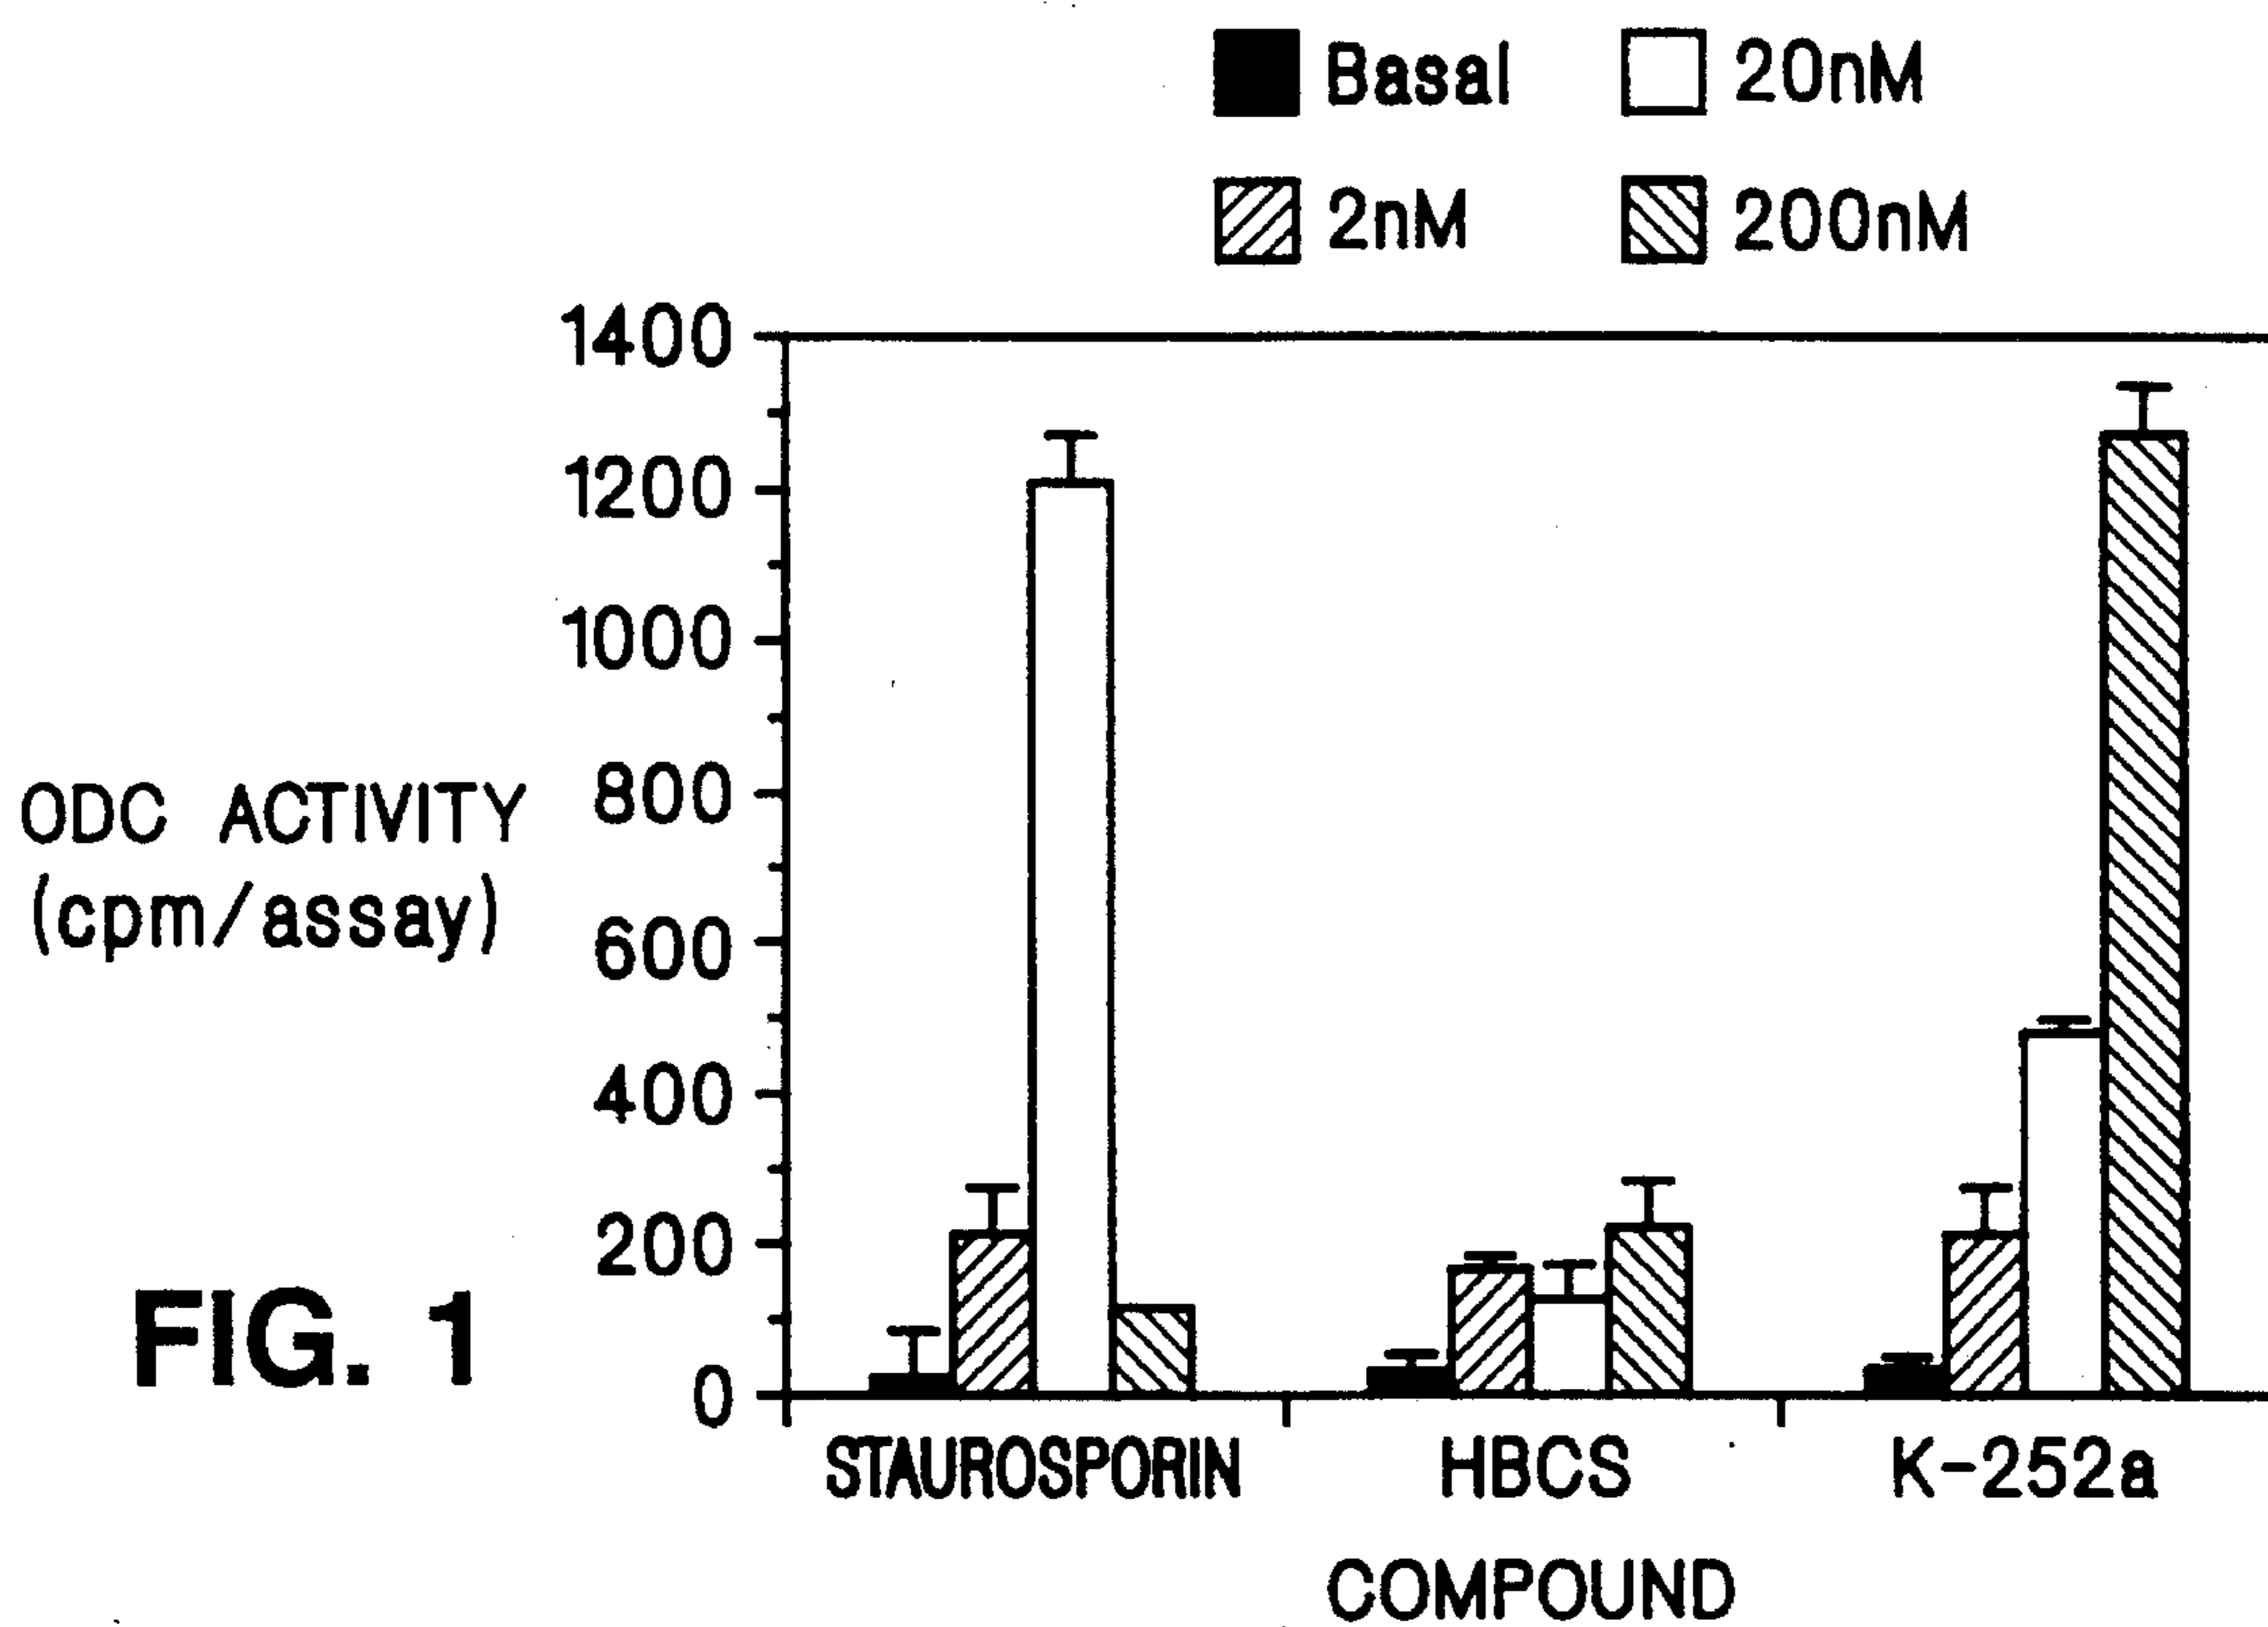 Basal 20nM
2nM 200nM
1400
1200
1000
800
600
400
200
0
ODC ACTIVITY
(cpm/assay)
FIG. 1
STAUROSPORIN HBCS K-252a
COMPOUND